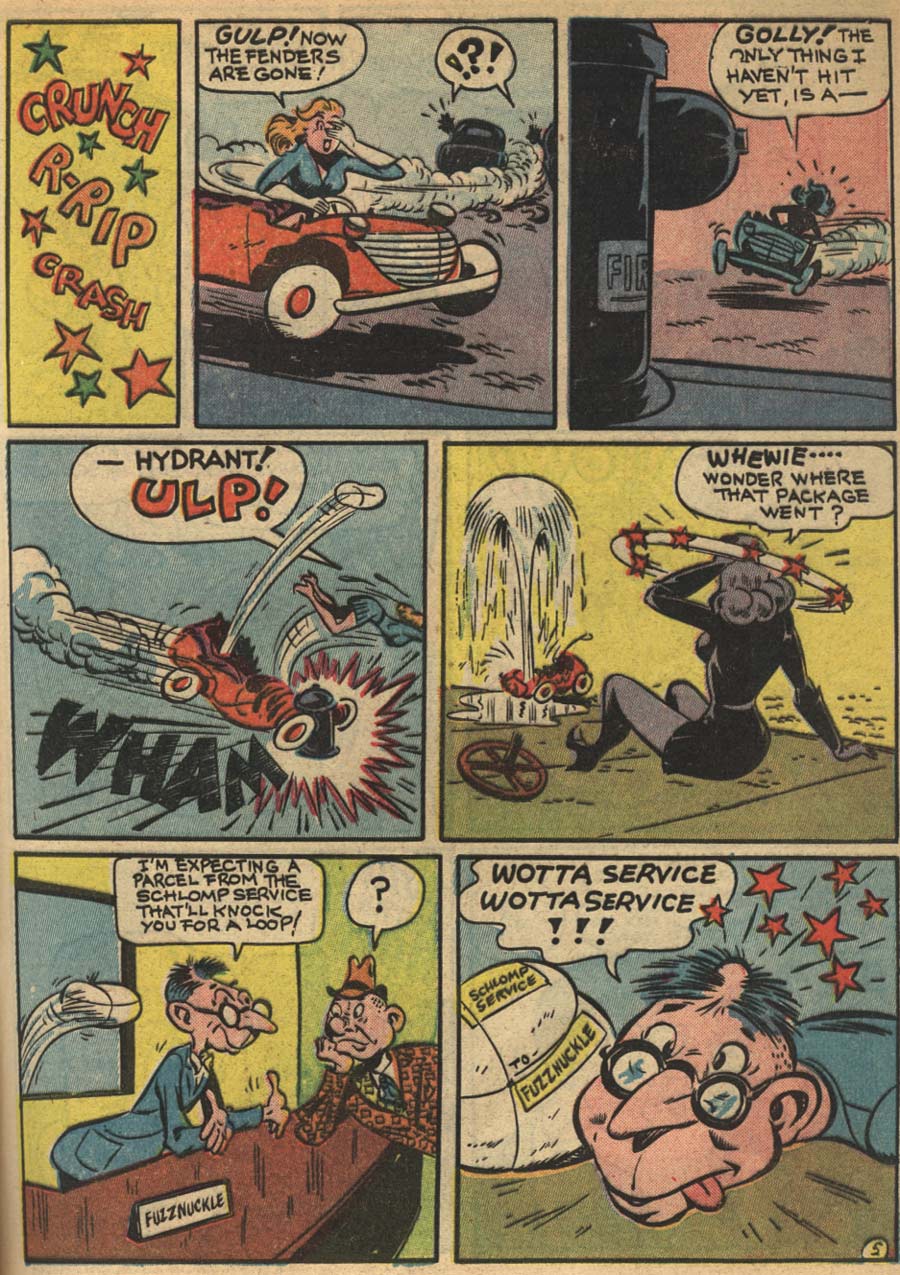 CRUNCH
R-RIP
CRASH
GULP! NOW
THE FENDERS
ARE GONE!
!?!
GOLLY! THE
ONLY THING I
HAVEN'T HIT
YET, IS A—
FIR
— HYDRANT!
ULP!
WHAM
WHEWIE····
WONDER WHERE
THAT PACKAGE
WENT?
I'M EXPECTING A
PARCEL FROM THE
SCHLOMP SERVICE
THAT'LL KNOCK
YOU FOR A LOOP!
?
FUZZNUCKLE
WOTTA SERVICE
WOTTA SERVICE
!!!
SCHLOMP
SERVICE
TO-
FUZZNUCKLE
5